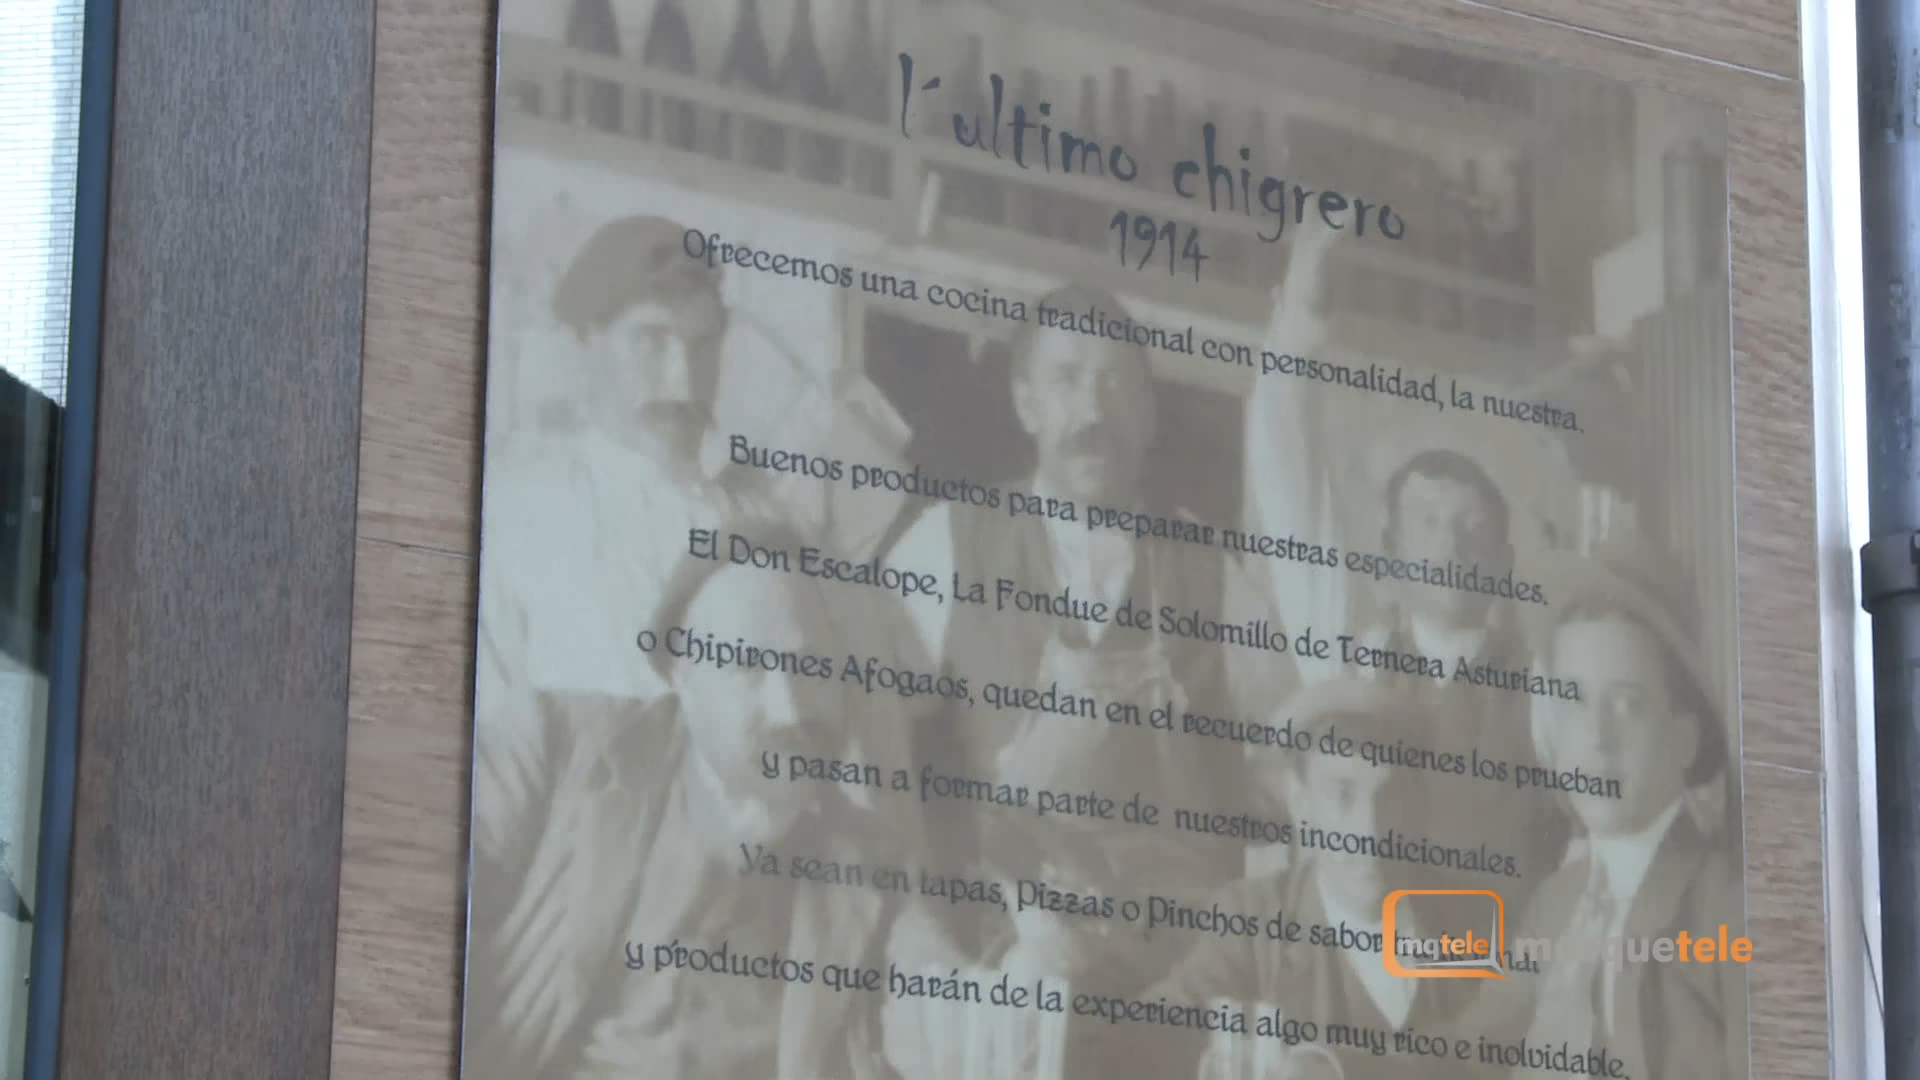 l´ultimo chigrero
1914
Ofrecemos una cocina tradicional con personalidad, la nuestra.
Buenos productos para preparar nuestras especialidades.
El Don Escalope, La Fondue de Solomillo de Ternera Asturiana
o Chipirones Afogaos, quedan en el recuerdo de quienes los prueban
y pasan a formar parte de nuestros incondicionales.
Ya sean en tapas, Pizzas o Pinchos de sabor
y productos que harán de la experiencia algo muy rico e inolvidable.
mqtele masquetele